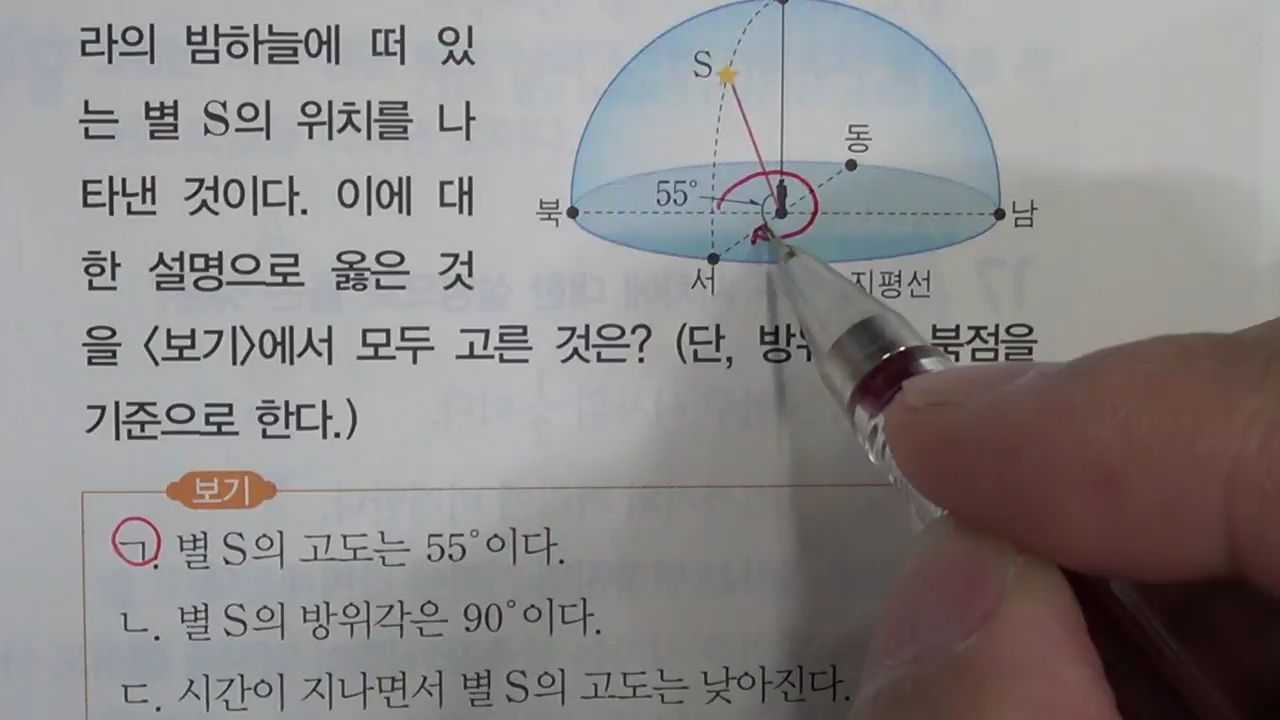 라의 밤하늘에 떠 있
는 별 S의 위치를 나
타낸 것이다. 이에 대
한 설명으로 옳은 것
을 〈보기〉에서 모두 고른 것은? (단, 북점을
기준으로 한다.)
S
동
55°
북
남
서
지평선
보기
ㄱ. 별 S의 고도는 55°이다.
ㄴ. 별 S의 방위각은 90°이다.
ㄷ. 시간이 지나면서 별 S의 고도는 낮아진다.